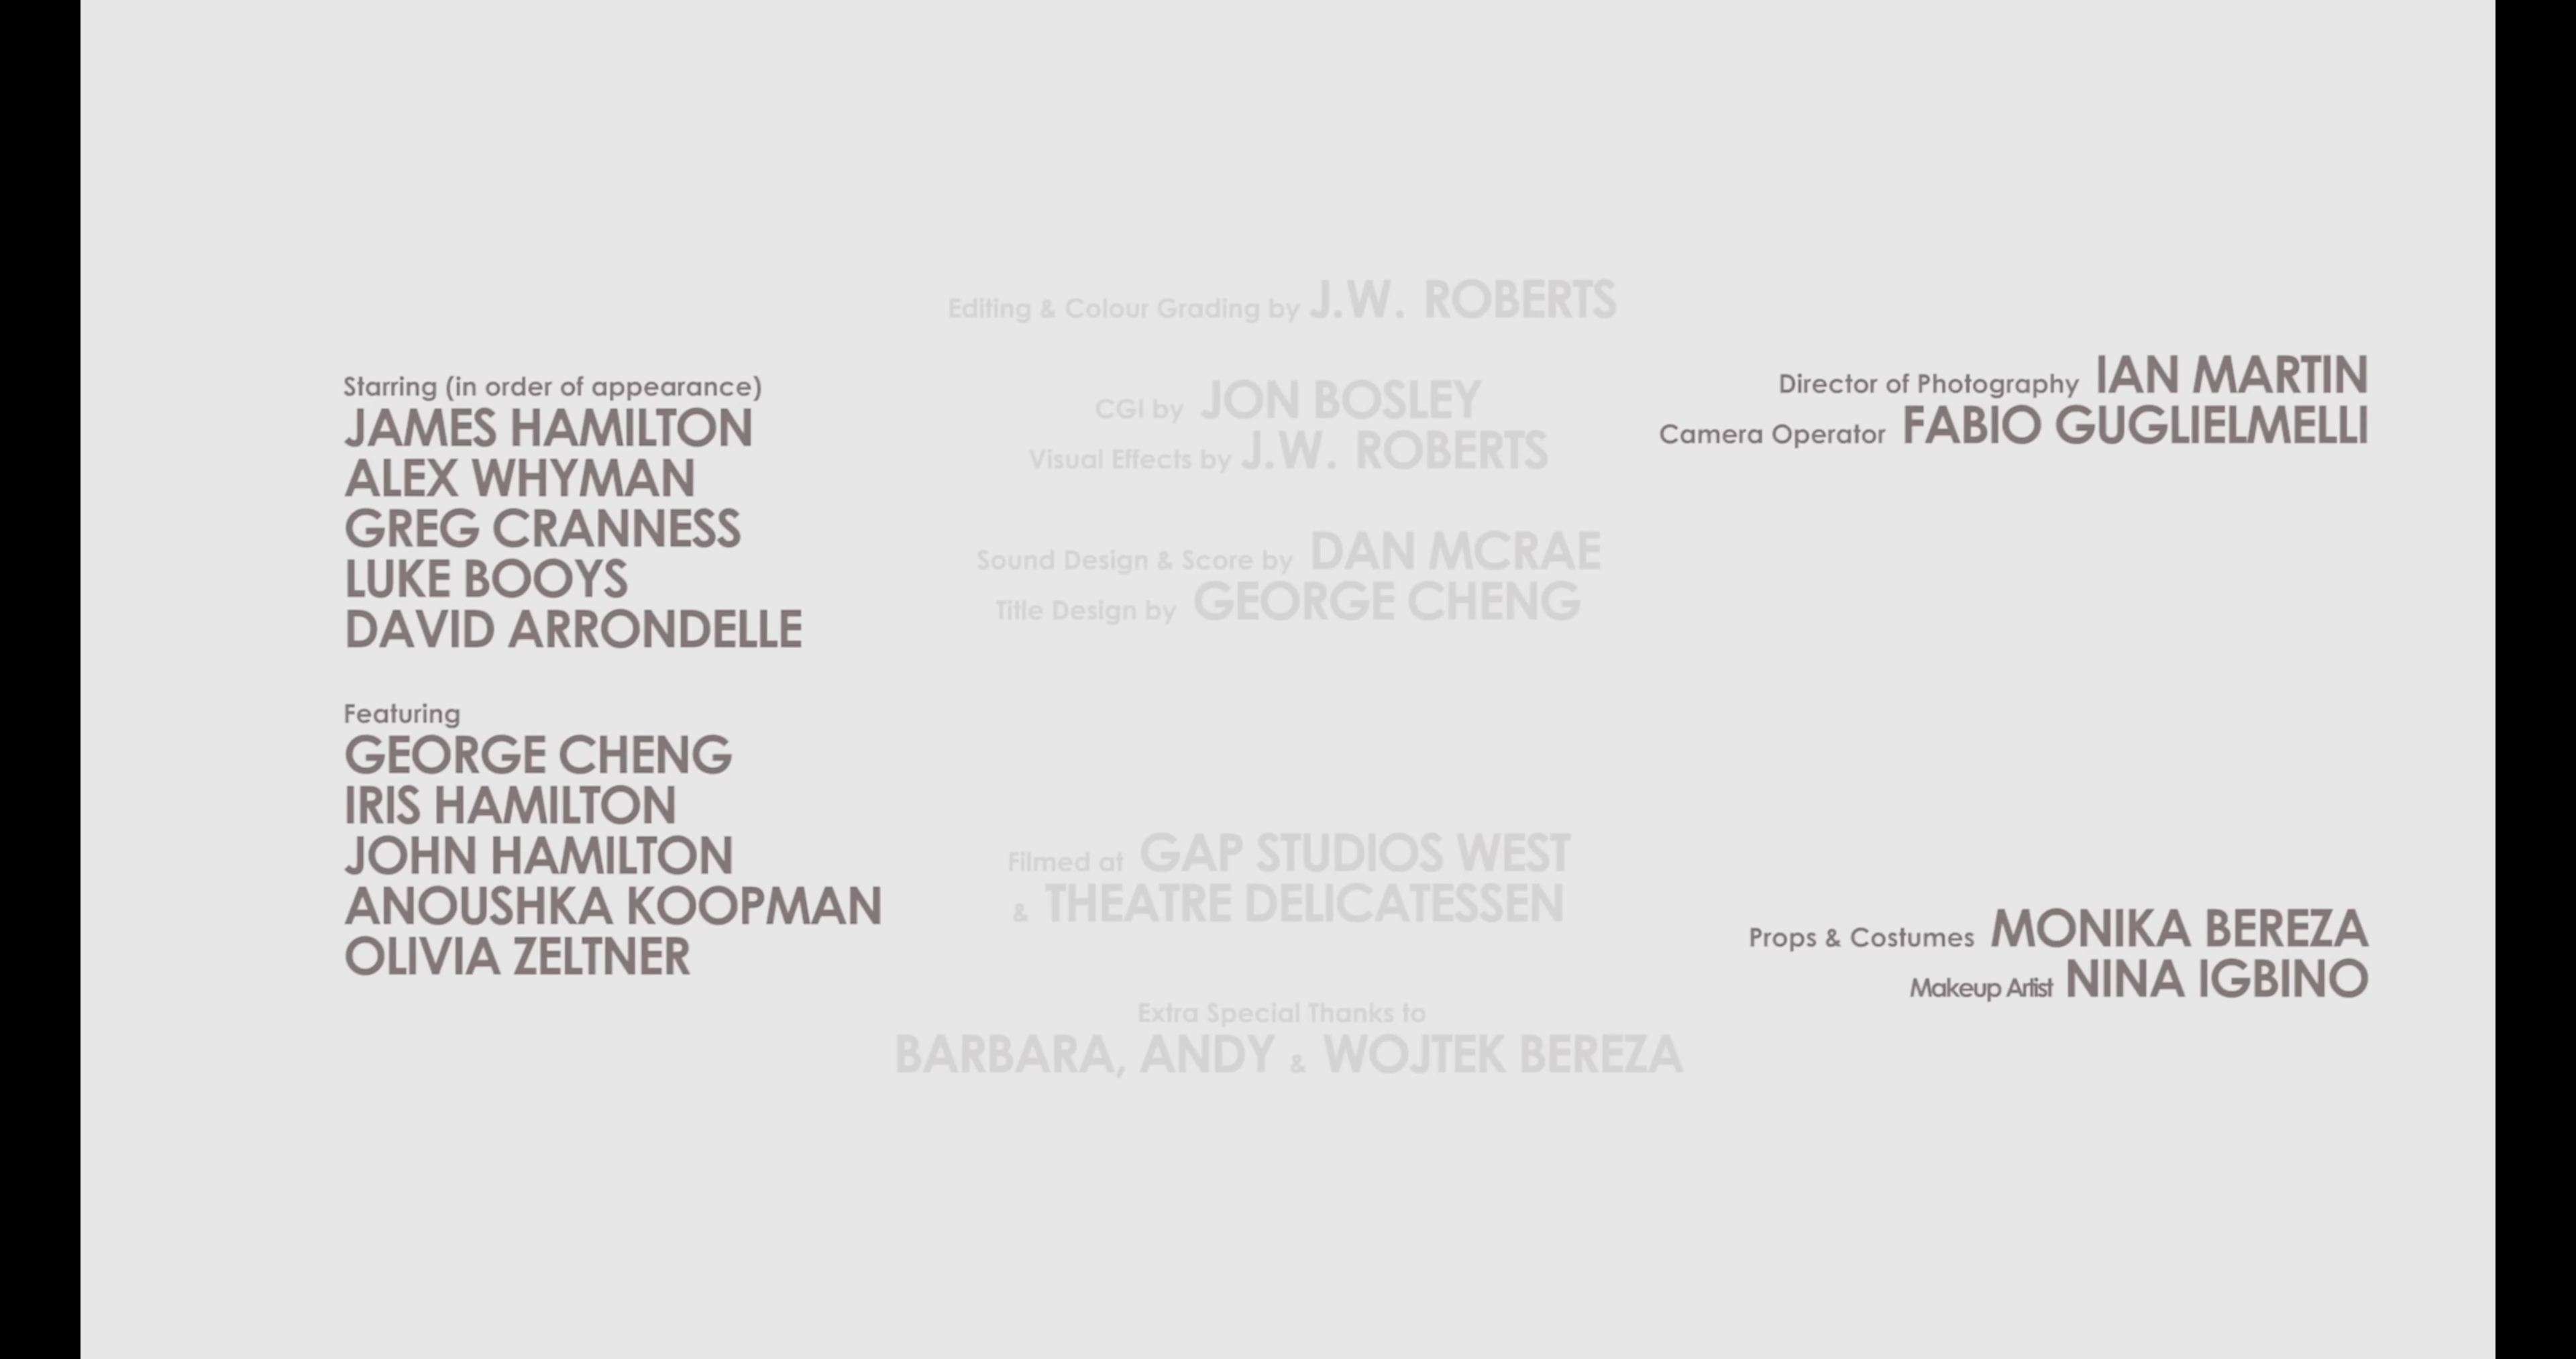 Starring (in order of appearance)
JAMES HAMILTON
ALEX WHYMAN
GREG CRANNESS
LUKE BOOYS
DAVID ARRONDELLE
Featuring
GEORGE CHENG
IRIS HAMILTON
JOHN HAMILTON
ANOUSHKA KOOPMAN
OLIVIA ZELTNER
Editing & Colour Grading by J.W. ROBERTS
CGI by JON BOSLEY
Visual Effects by J.W. ROBERTS
Sound Design & Score by DAN MCRAE
Title Design by GEORGE CHENG
Filmed at GAP STUDIOS WEST
& THEATRE DELICATESSEN
Extra Special Thanks to
BARBARA, ANDY & WOJTEK BEREZA
Director of Photography IAN MARTIN
Camera Operator FABIO GUGLIELMELLI
Props & Costumes MONIKA BEREZA
Makeup Artist NINA IGBINO